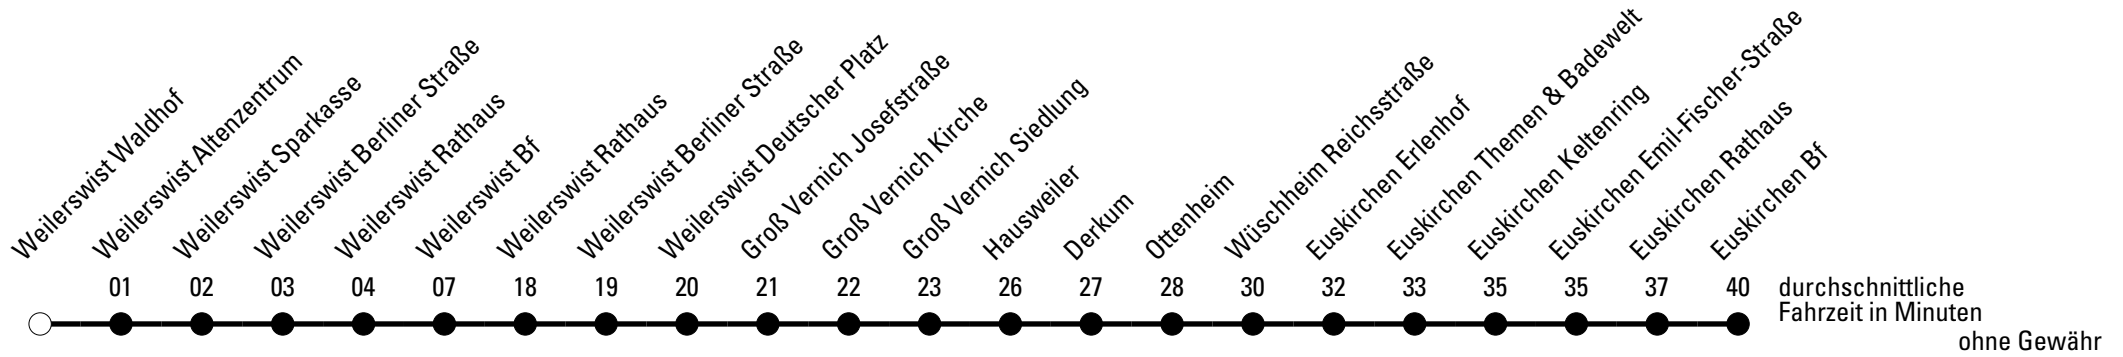 Weilerswist Waldhof
Weilerswist Altenzentrum
Weilerswist Sparkasse
Weilerswist Berliner Straße
Weilerswist Rathaus
Weilerswist Bf
Weilerswist Rathaus
Weilerswist Berliner Straße
Weilerswist Deutscher Platz
Groß Vernich Josefstraße
Groß Vernich Kirche
Groß Vernich Siedlung
Hausweiler
Derkum
Ottenheim
Wüschheim Reichsstraße
Euskirchen Erlenhof
Euskirchen Themen & Badewelt
Euskirchen Keltenring
Euskirchen Emil-Fischer-Straße
Euskirchen Rathaus
Euskirchen Bf
01 02 03 04 07 18 19 20 21 22 23 26 27 28 30 32 33 35 35 37 40 durchschnittliche
Fahrzeit in Minuten
ohne Gewähr